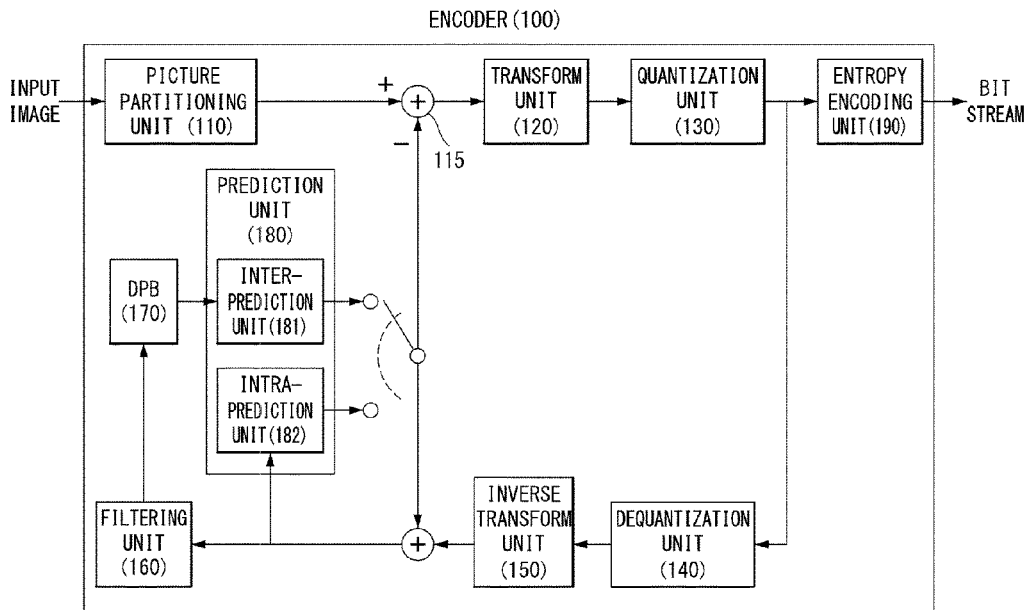 ENCODER(100)
INPUT
IMAGE
PICTURE
PARTITIONING
UNIT (110)
+
+
−
115
TRANSFORM
UNIT
(120)
QUANTIZATION
UNIT
(130)
ENTROPY
ENCODING
UNIT(190)
BIT
STREAM
PREDICTION
UNIT
(180)
DPB
(170)
INTER-
PREDICTION
UNIT(181)
INTRA-
PREDICTION
UNIT(182)
FILTERING
UNIT
(160)
+
INVERSE
TRANSFORM
UNIT
(150)
DEQUANTIZATION
UNIT
(140)